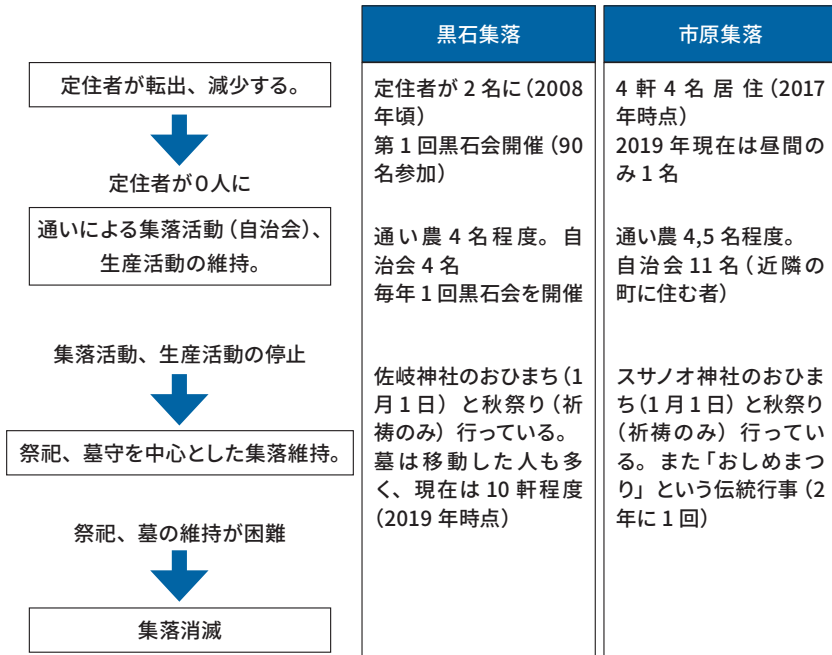 定住者が転出、減少する。
定住者が0人に
通いによる集落活動（自治会）、
生産活動の維持。
集落活動、生産活動の停止
祭祀、墓守を中心とした集落維持。
祭祀、墓の維持が困難
集落消滅
黒石集落
定住者が 2 名に（2008
年頃）
第 1 回黒石会開催（90
名参加）
通い農 4 名程度。自
治会 4 名
毎年 1 回黒石会を開催
佐岐神社のおひまち（1
月 1 日）と秋祭り（祈
祷のみ）行っている。
墓は移動した人も多
く、現在は 10 軒程度
（2019 年時点）
市原集落
4 軒 4 名 居 住（2017
年時点）
2019 年現在は昼間の
み 1 名
通い農 4,5 名程度。
自治会 11 名（近隣の
町に住む者）
スサノオ神社のおひま
ち（1 月 1 日）と秋祭り
（祈祷のみ）行ってい
る。また「おしめまつ
り」という伝統行事（2
年に 1 回）